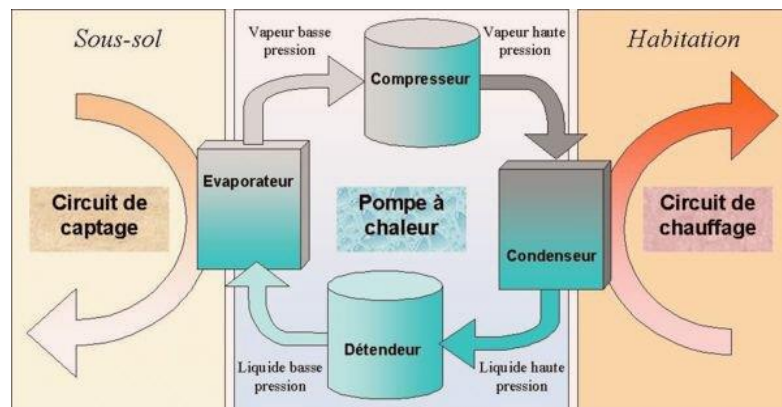 Sous-sol
Vapeur basse
pression
Compresseur
Vapeur haute
pression
Habitation
Evaporateur
Circuit de
captage
Pompe à
chaleur
Condenseur
Circuit de
chauffage
Détendeur
Liquide basse
pression
Liquide haute
pression